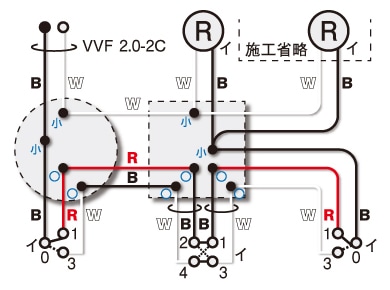 VVF 2.0-2C
R イ
施工省略
R イ
B W W B W B
小 小 小
R
B
B R W W B B W W R B
イ 0 1 3
2 1 イ
4 3
1 3 0 イ